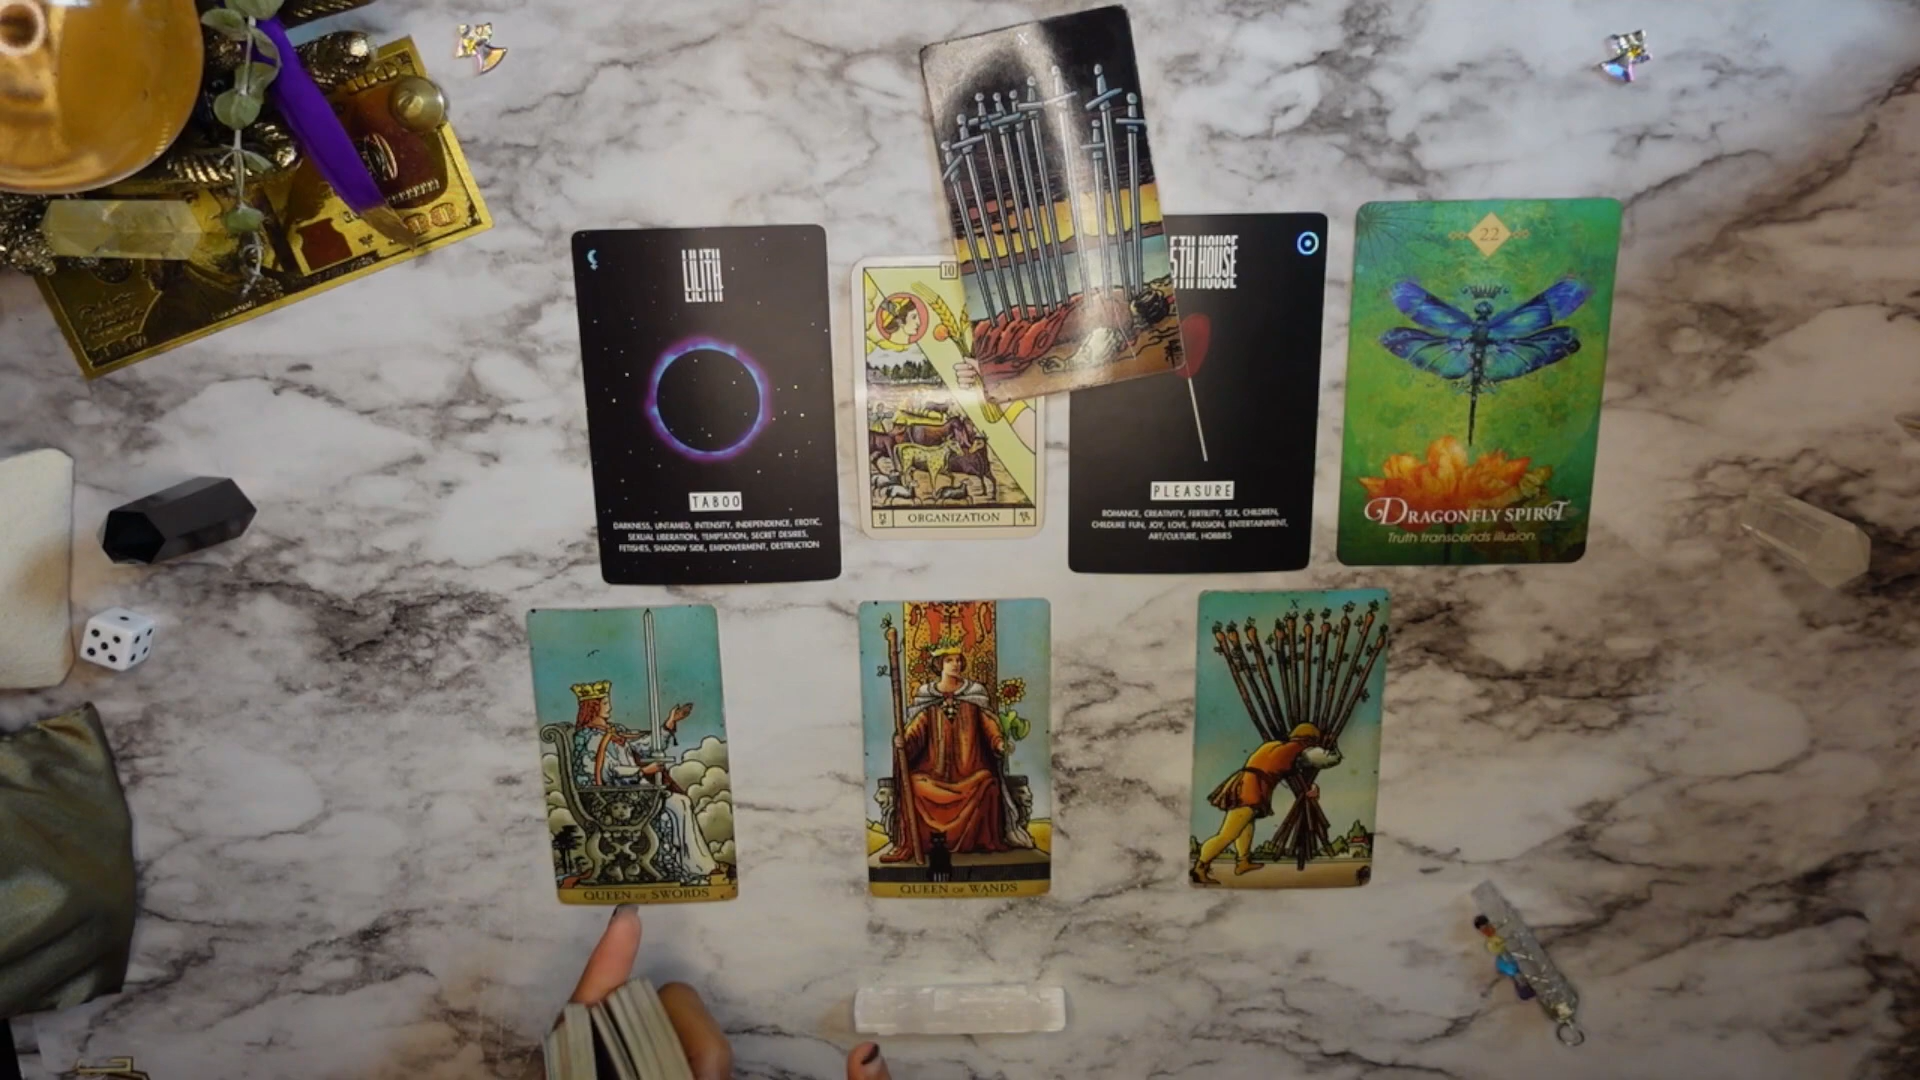 X
LILITH
TABOO
DARKNESS, UNTAMED, INTENSITY, INDEPENDENCE, EROTIC,
SEXUAL LIBERATION, TEMPTATION, SECRET DESIRES,
FETISHES, SHADOW SIDE, EMPOWERMENT, DESTRUCTION
10
ORGANIZATION
5TH HOUSE
PLEASURE
ROMANCE, CREATIVITY, FERTILITY, SEX, CHILDREN,
CHILDLIKE FUN, JOY, LOVE, PASSION, ENTERTAINMENT,
ART/CULTURE, HOBBIES
22
DRAGONFLY SPIRIT
Truth transcends illusion.
QUEEN OF SWORDS
QUEEN OF WANDS
X